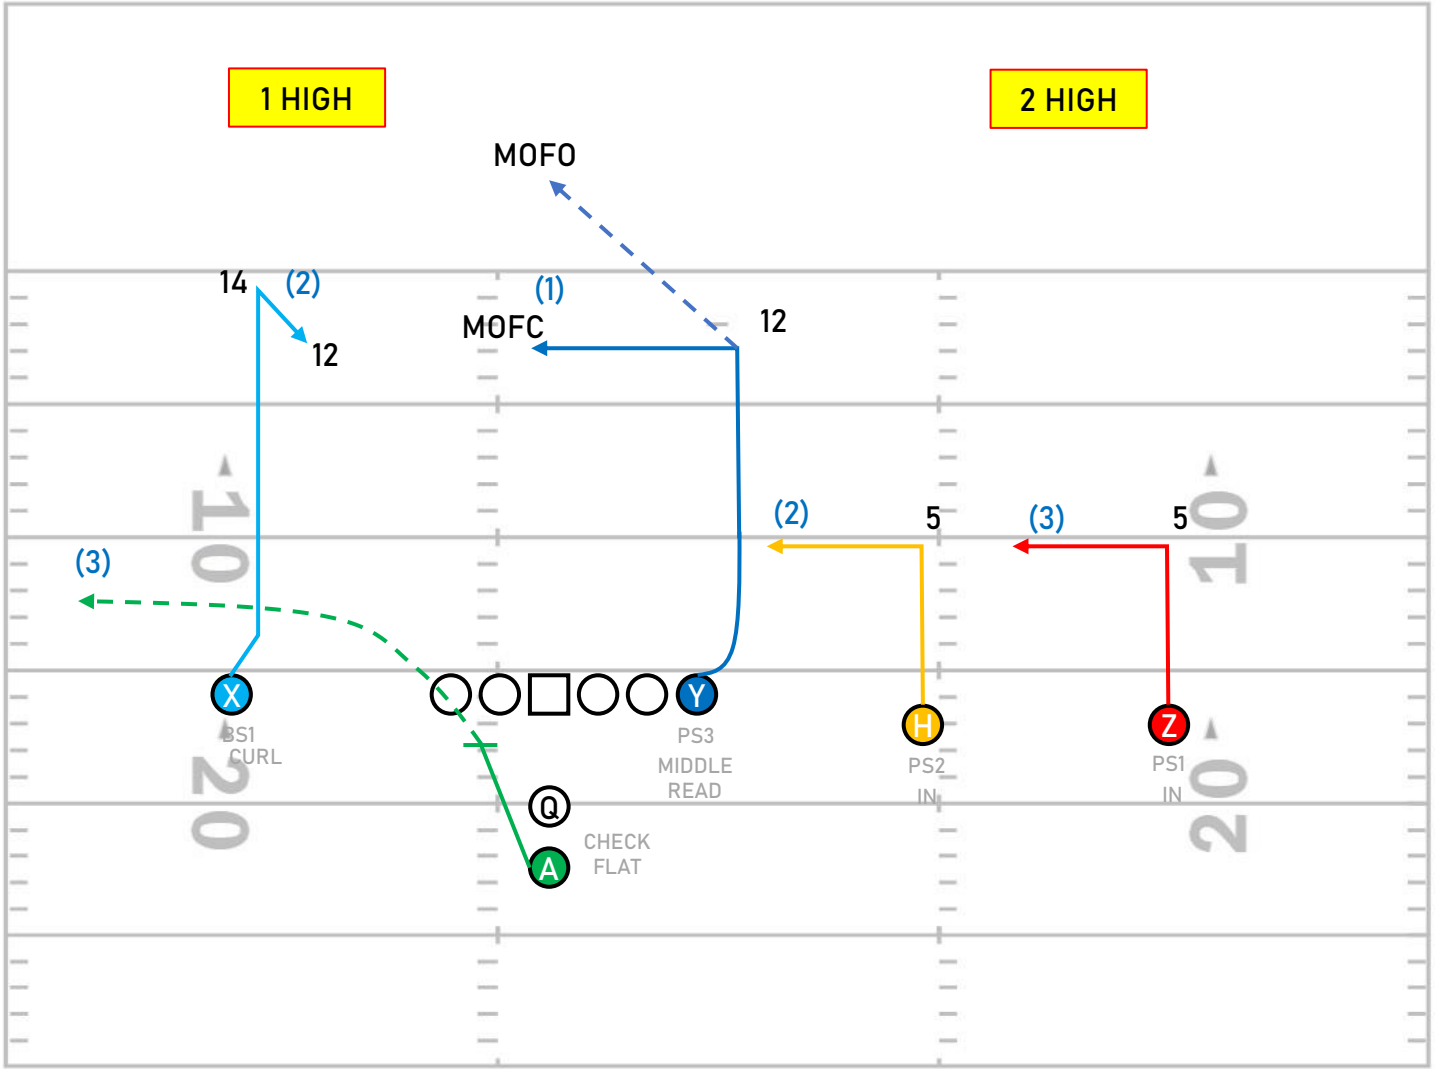 1 HIGH
2 HIGH
MOFO
14
(2)
(1)
MOFC
12
12
10
(3)
(2)
5
(3)
5
10
X
Y
H
Z
BS1
CURL
20
PS3
MIDDLE
READ
PS2
IN
PS1
IN
20
Q
CHECK
FLAT
A